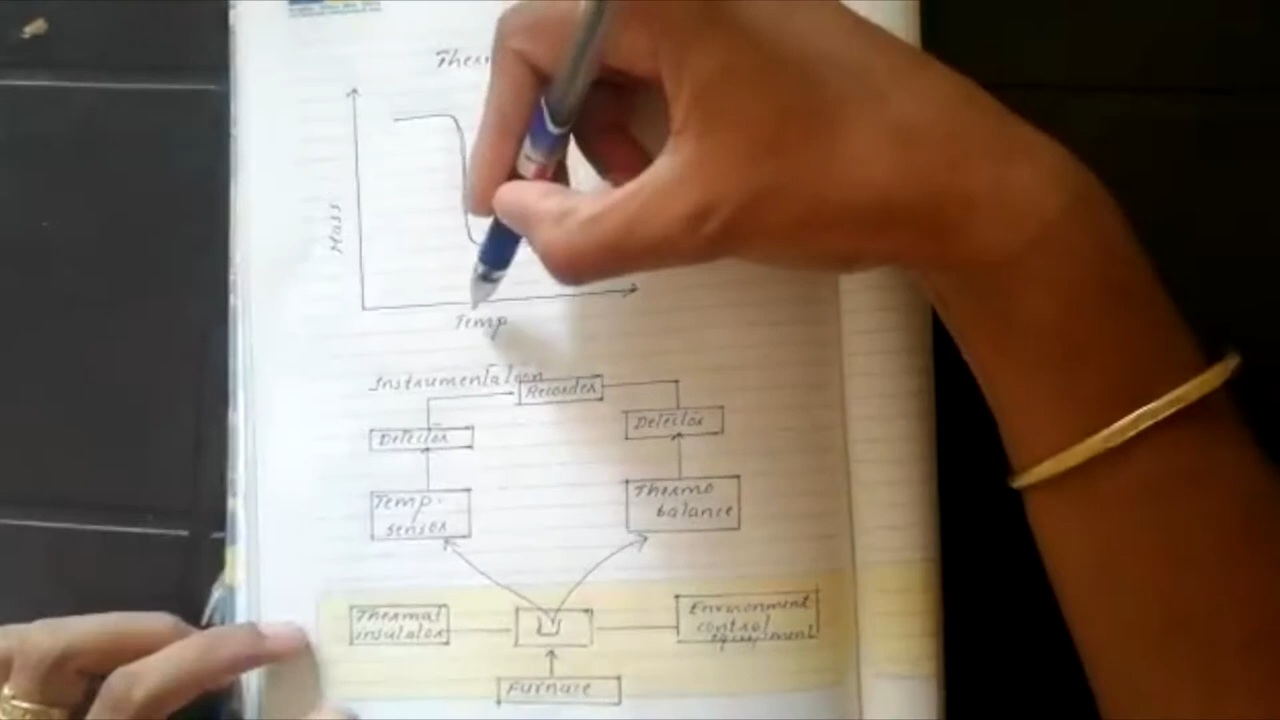 Mass
Temp
Instrumentation
Recorder
Detector
Detector
Temp.
sensor
Thermo
balance
Thermal
insulator
Environment
control
equipment
Furnace